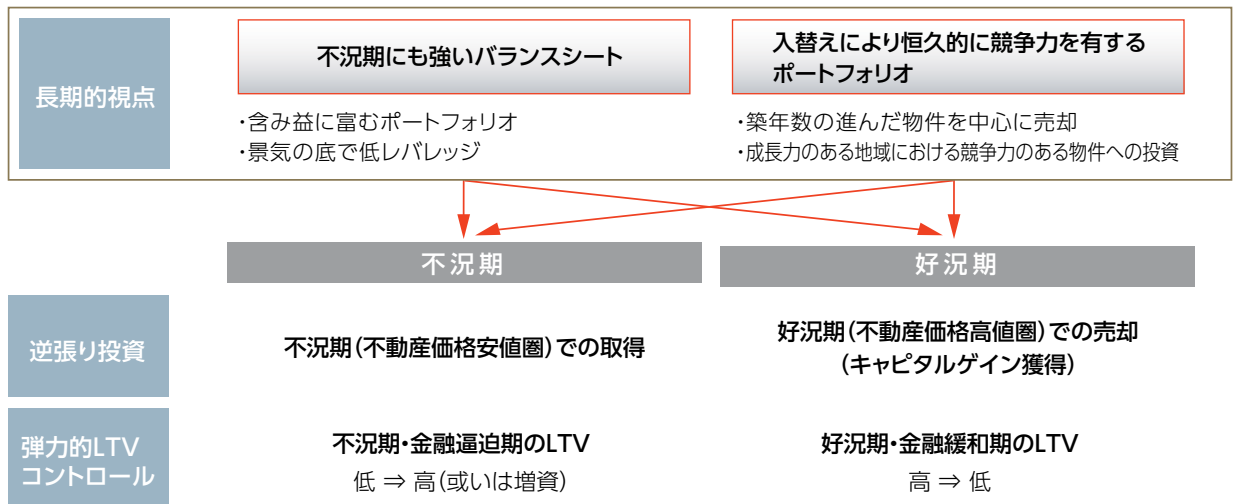 長期的視点
不況期にも強いバランスシート
・含み益に富むポートフォリオ
・景気の底で低レバレッジ
入替えにより恒久的に競争力を有する
ポートフォリオ
・築年数の進んだ物件を中心に売却
・成長力のある地域における競争力のある物件への投資
不況期
好況期
逆張り投資
不況期(不動産価格安値圏)での取得
好況期(不動産価格高値圏)での売却
(キャピタルゲイン獲得)
弾力的LTV
コントロール
不況期・金融逼迫期のLTV
低 ⇒ 高(或いは増資)
好況期・金融緩和期のLTV
高 ⇒ 低